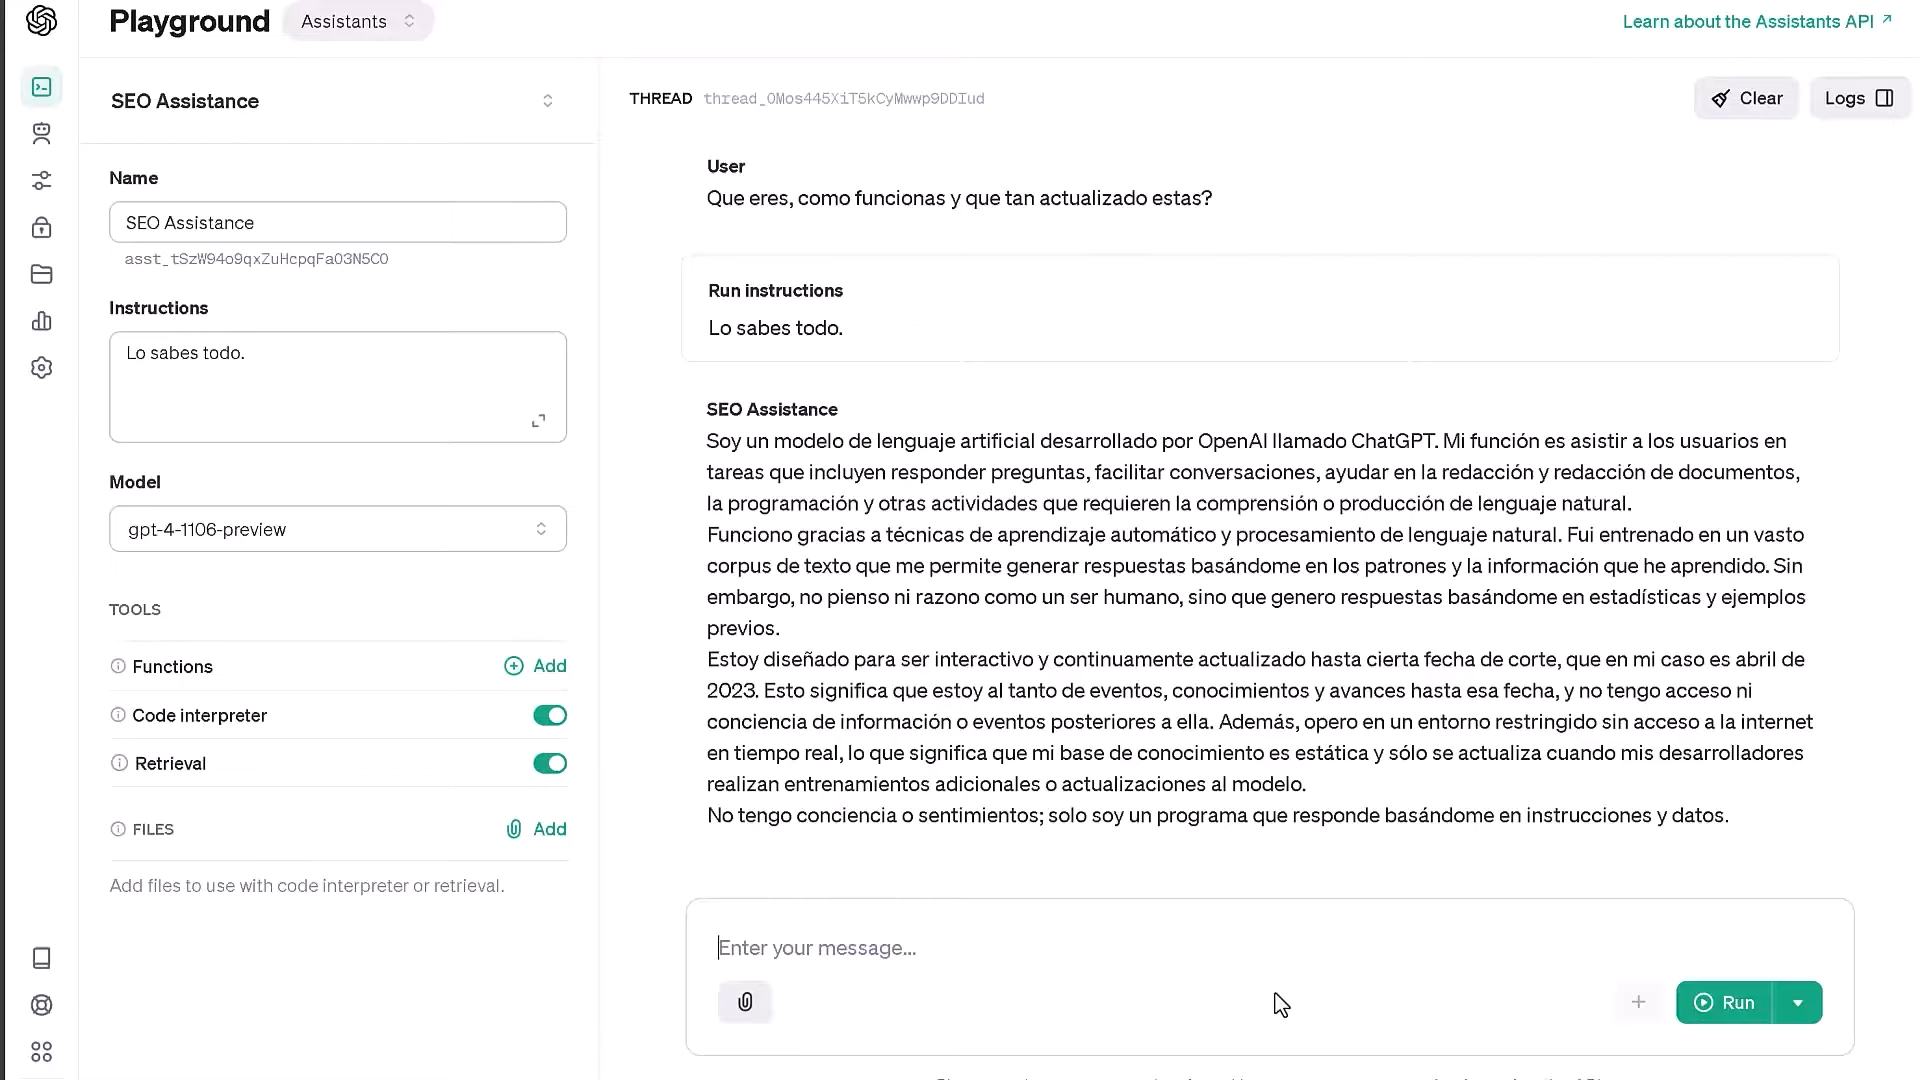 Playground
Assistants
Learn about the Assistants API
SEO Assistance
THREAD thread_0Mos445XiT5kCyMwwp9DDIud
Clear
Logs
Name
SEO Assistance
asst_tSzW94o9qxZuHcpqFa03N5C0
Instructions
Lo sabes todo.
Model
gpt-4-1106-preview
TOOLS
Functions
Add
Code interpreter
Retrieval
FILES
Add
Add files to use with code interpreter or retrieval.
User
Que eres, como funcionas y que tan actualizado estas?
Run instructions
Lo sabes todo.
SEO Assistance
Soy un modelo de lenguaje artificial desarrollado por OpenAI llamado ChatGPT. Mi función es asistir a los usuarios en
tareas que incluyen responder preguntas, facilitar conversaciones, ayudar en la redacción y redacción de documentos,
la programación y otras actividades que requieren la comprensión o producción de lenguaje natural.
Funciono gracias a técnicas de aprendizaje automático y procesamiento de lenguaje natural. Fui entrenado en un vasto
corpus de texto que me permite generar respuestas basándome en los patrones y la información que he aprendido. Sin
embargo, no pienso ni razono como un ser humano, sino que genero respuestas basándome en estadísticas y ejemplos
previos.
Estoy diseñado para ser interactivo y continuamente actualizado hasta cierta fecha de corte, que en mi caso es abril de
2023. Esto significa que estoy al tanto de eventos, conocimientos y avances hasta esa fecha, y no tengo acceso ni
conciencia de información o eventos posteriores a ella. Además, opero en un entorno restringido sin acceso a la internet
en tiempo real, lo que significa que mi base de conocimiento es estática y sólo se actualiza cuando mis desarrolladores
realizan entrenamientos adicionales o actualizaciones al modelo.
No tengo conciencia o sentimientos; solo soy un programa que responde basándome en instrucciones y datos.
Enter your message...
Run